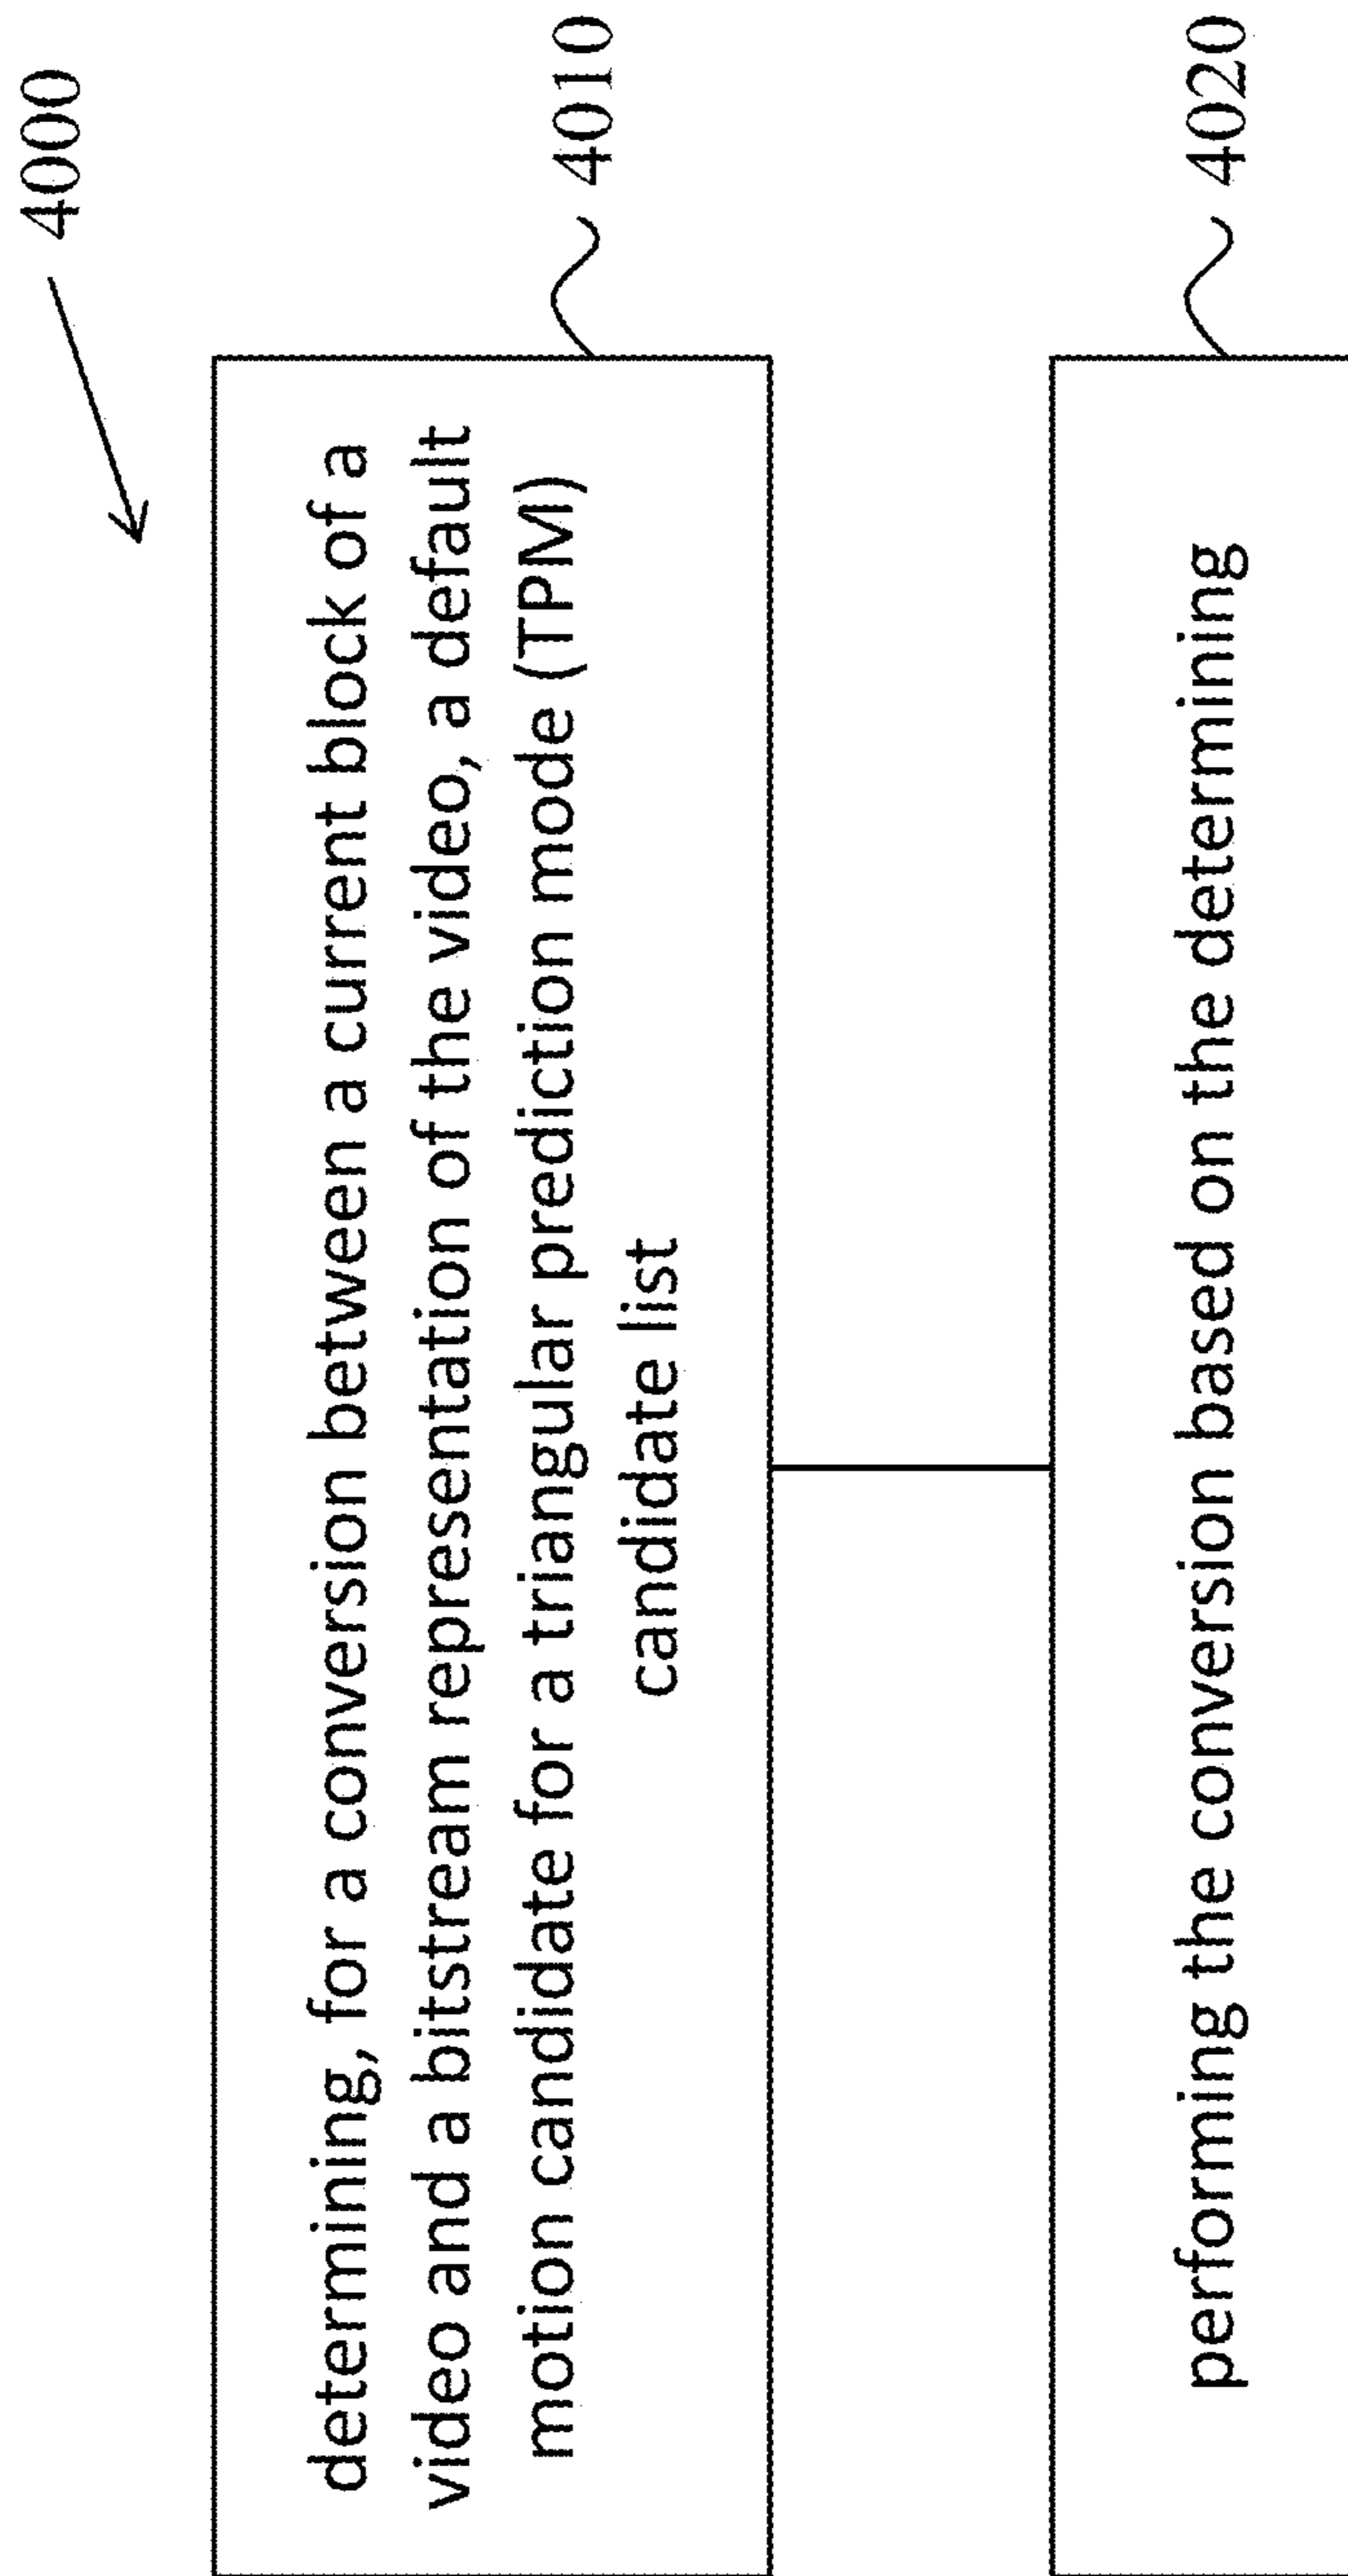 4000
determining, for a conversion between a current block of a
video and a bitstream representation of the video, a default
motion candidate for a triangular prediction mode (TPM)
candidate list
4010
performing the conversion based on the determining
4020